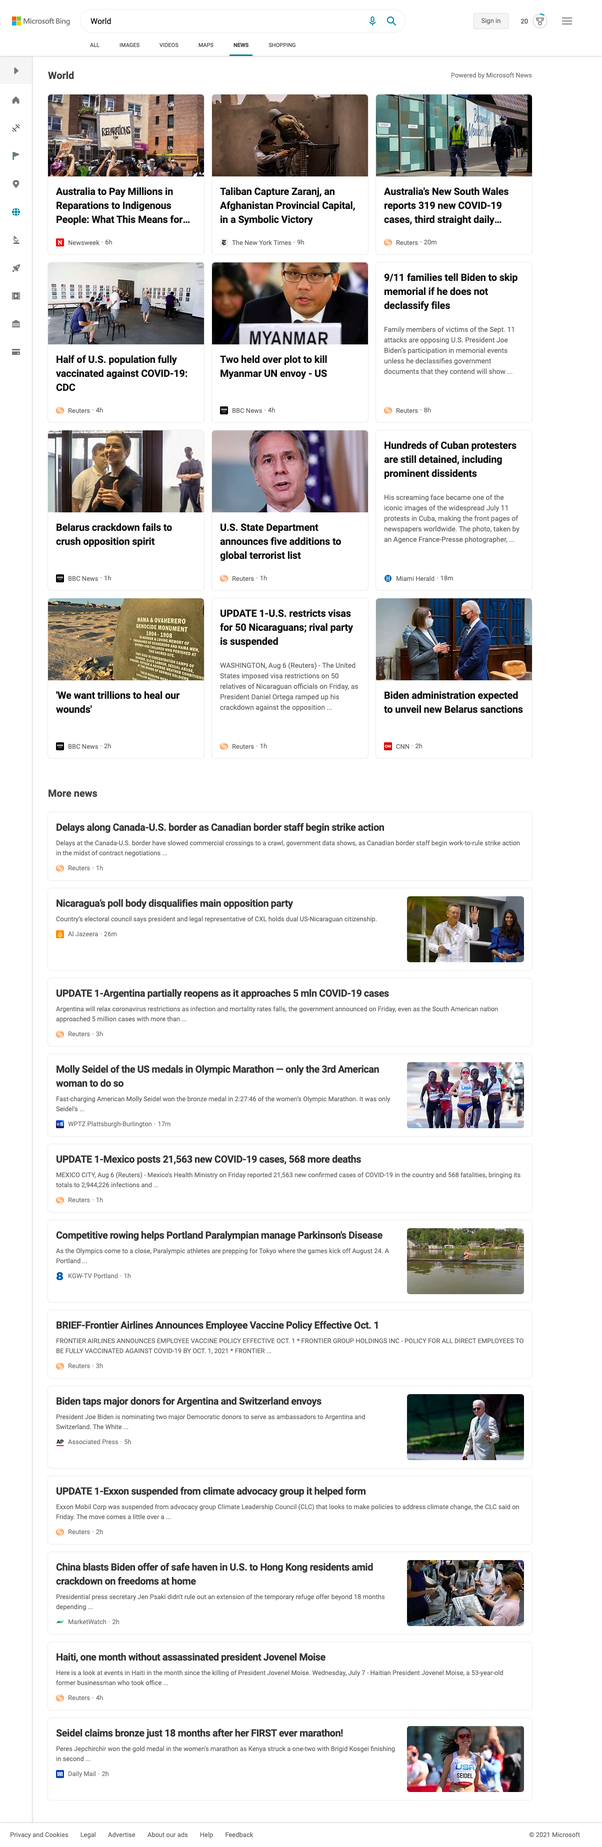 Microsoft Bing
World
Sign in
20
ALL
IMAGES
VIDEOS
MAPS
NEWS
SHOPPING
World
Powered by Microsoft News
REPARATIONS
Australia to Pay Millions in
Reparations to Indigenous
People: What This Means for...
Newsweek · 6h
Taliban Capture Zaranj, an
Afghanistan Provincial Capital,
in a Symbolic Victory
The New York Times · 9h
Australia's New South Wales
reports 319 new COVID-19
cases, third straight daily...
Reuters · 20m
Half of U.S. population fully
vaccinated against COVID-19:
CDC
Reuters · 4h
MYANMAR
Two held over plot to kill
Myanmar UN envoy - US
BBC News · 4h
9/11 families tell Biden to skip
memorial if he does not
declassify files
Family members of victims of the Sept. 11
attacks are opposing U.S. President Joe
Biden's participation in memorial events
unless he declassifies government
documents that they contend will show ...
Reuters · 8h
Belarus crackdown fails to
crush opposition spirit
BBC News · 1h
U.S. State Department
announces five additions to
global terrorist list
Reuters · 1h
Hundreds of Cuban protesters
are still detained, including
prominent dissidents
His screaming face became one of the
iconic images of the widespread July 11
protests in Cuba, making the front pages of
newspapers worldwide. The photo, taken by
an Agence France-Presse photographer, ...
Miami Herald · 18m
NAMA & OVAHERERO
GENOCIDE MONUMENT
1904 - 1908
'We want trillions to heal our
wounds'
BBC News · 2h
UPDATE 1-U.S. restricts visas
for 50 Nicaraguans; rival party
is suspended
WASHINGTON, Aug 6 (Reuters) - The United
States imposed visa restrictions on 50
relatives of Nicaraguan officials on Friday, as
President Daniel Ortega ramped up his
crackdown against the opposition ...
Reuters · 1h
Biden administration expected
to unveil new Belarus sanctions
CNN · 2h
More news
Delays along Canada-U.S. border as Canadian border staff begin strike action
Delays at the Canada-U.S. border have slowed commercial crossings to a crawl, government data shows, as Canadian border staff begin work-to-rule strike action
in the midst of contract negotiations ...
Reuters · 1h
Nicaragua's poll body disqualifies main opposition party
Country's electoral council says president and legal representative of CXL holds dual US-Nicaraguan citizenship.
Al Jazeera · 26m
UPDATE 1-Argentina partially reopens as it approaches 5 mln COVID-19 cases
Argentina will relax coronavirus restrictions as infection and mortality rates falls, the government announced on Friday, even as the South American nation
approached 5 million cases with more than ...
Reuters · 3h
Molly Seidel of the US medals in Olympic Marathon — only the 3rd American
woman to do so
Fast-charging American Molly Seidel won the bronze medal in 2:27:46 of the women's Olympic Marathon. It was only
Seidel's ...
WPTZ Plattsburgh-Burlington · 17m
UPDATE 1-Mexico posts 21,563 new COVID-19 cases, 568 more deaths
MEXICO CITY, Aug 6 (Reuters) - Mexico's Health Ministry on Friday reported 21,563 new confirmed cases of COVID-19 in the country and 568 fatalities, bringing its
totals to 2,944,226 infections and ...
Reuters · 1h
Competitive rowing helps Portland Paralympian manage Parkinson's Disease
As the Olympics come to a close, Paralympic athletes are prepping for Tokyo where the games kick off August 24. A
Portland ...
8 KGW-TV Portland · 1h
BRIEF-Frontier Airlines Announces Employee Vaccine Policy Effective Oct. 1
FRONTIER AIRLINES ANNOUNCES EMPLOYEE VACCINE POLICY EFFECTIVE OCT. 1 * FRONTIER GROUP HOLDINGS INC - POLICY FOR ALL DIRECT EMPLOYEES TO
BE FULLY VACCINATED AGAINST COVID-19 BY OCT. 1, 2021 * FRONTIER ...
Reuters · 3h
Biden taps major donors for Argentina and Switzerland envoys
President Joe Biden is nominating two major Democratic donors to serve as ambassadors to Argentina and
Switzerland. The White ...
AP Associated Press · 5h
UPDATE 1-Exxon suspended from climate advocacy group it helped form
Exxon Mobil Corp was suspended from advocacy group Climate Leadership Council (CLC) that looks to make policies to address climate change, the CLC said on
Friday. The move comes a little over a ...
Reuters · 2h
China blasts Biden offer of safe haven in U.S. to Hong Kong residents amid
crackdown on freedoms at home
Presidential press secretary Jen Psaki didn't rule out an extension of the temporary refuge offer beyond 18 months
depending ...
MarketWatch · 2h
Haiti, one month without assassinated president Jovenel Moise
Here is a look at events in Haiti in the month since the killing of President Jovenel Moise. Wednesday, July 7 - Haitian President Jovenel Moise, a 53-year-old
former businessman who took office ...
Reuters · 4h
Seidel claims bronze just 18 months after her FIRST ever marathon!
Peres Jepchirchir won the gold medal in the women's marathon as Kenya struck a one-two with Brigid Kosgei finishing
in second ...
Daily Mail · 2h
USA
SEIDEL
Privacy and Cookies
Legal
Advertise
About our ads
Help
Feedback
© 2021 Microsoft